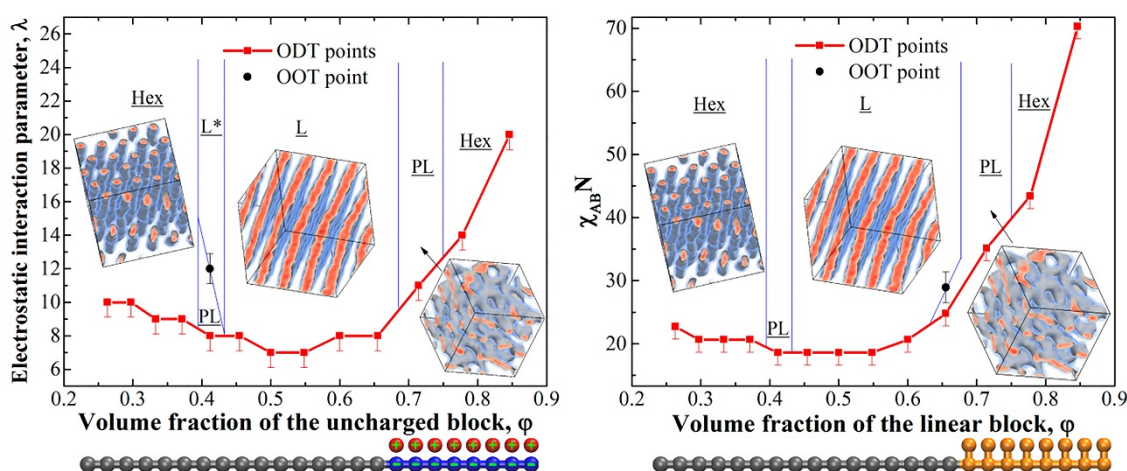 Electrostatic interaction parameter, λ
26
24
22
20
18
16
14
12
10
8
6
ODT points
OOT point
Hex
L*
L
PL
Hex
PL
0.2 0.3 0.4 0.5 0.6 0.7 0.8 0.9
Volume fraction of the uncharged block, φ
+ + + + + + + +
− − − − − − − −
χABN
70
60
50
40
30
20
ODT points
OOT point
Hex
L
Hex
PL
PL
0.2 0.3 0.4 0.5 0.6 0.7 0.8 0.9
Volume fraction of the linear block, φ